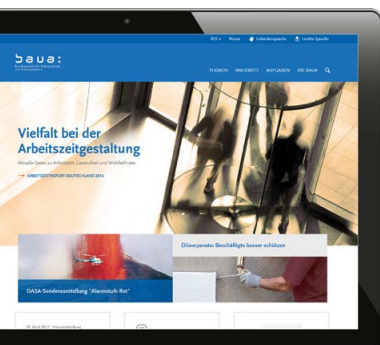 RSS
Presse
Gebärdensprache
Leichte Sprache
baua:
THEMEN ANGEBOTE AUFGABEN DIE BAUA
Vielfalt bei der
Arbeitszeitgestaltung
Aktuelle Daten zu Arbeitszeit, Gesundheit und Wohlbefinden
→ ARBEITSZEITREPORT DEUTSCHLAND 2016
Diisocyanate: Beschäftigte besser schützen
DASA-Sonderausstellung "Alarmstufe Rot"